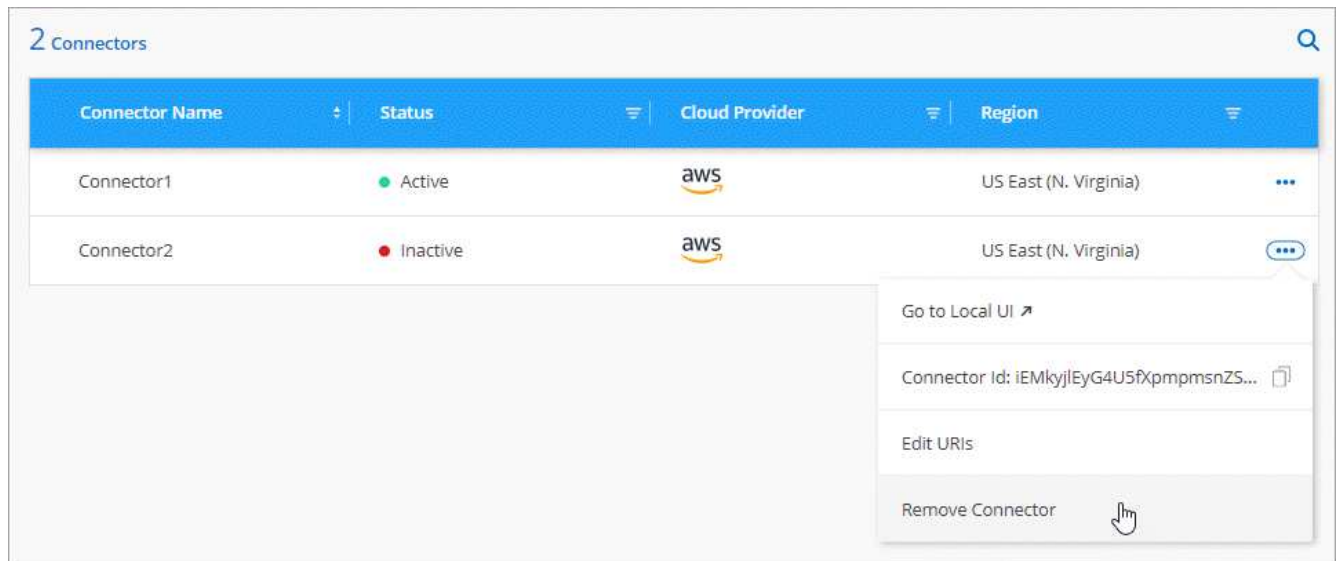 2 Connectors
Connector Name Status Cloud Provider Region
Connector1 Active aws US East (N. Virginia)
Connector2 Inactive aws US East (N. Virginia)
Go to Local UI
Connector Id: iEMkyjlEyG4U5fXpmpmsnZS...
Edit URIs
Remove Connector